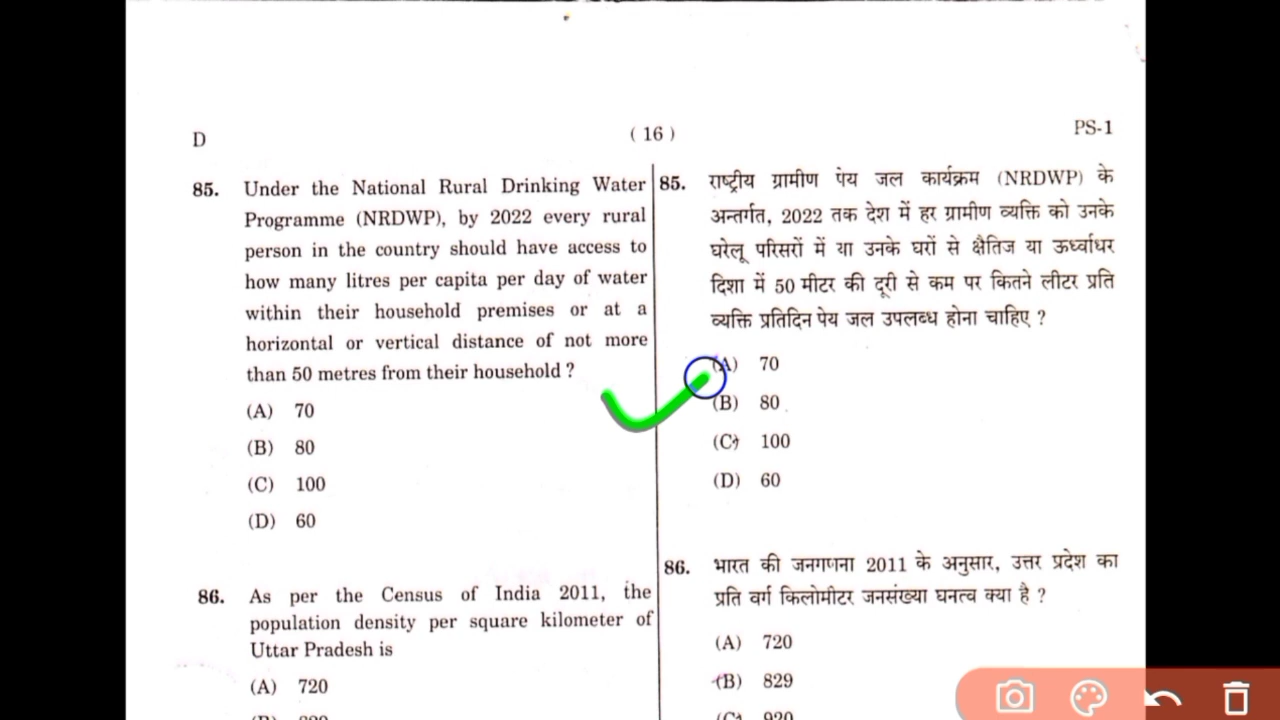 D
( 16 )
PS-1
85. Under the National Rural Drinking Water
Programme (NRDWP), by 2022 every rural
person in the country should have access to
how many litres per capita per day of water
within their household premises or at a
horizontal or vertical distance of not more
than 50 metres from their household ?
(A) 70
(B) 80
(C) 100
(D) 60
86. As per the Census of India 2011, the
population density per square kilometer of
Uttar Pradesh is
(A) 720
85. राष्ट्रीय ग्रामीण पेय जल कार्यक्रम (NRDWP) के
अन्तर्गत, 2022 तक देश में हर ग्रामीण व्यक्ति को उनके
घरेलू परिसरों में या उनके घरों से क्षैतिज या ऊर्ध्वाधर
दिशा में 50 मीटर की दूरी से कम पर कितने लीटर प्रति
व्यक्ति प्रतिदिन पेय जल उपलब्ध होना चाहिए ?
(A) 70
(B) 80
(C) 100
(D) 60
86. भारत की जनगणना 2011 के अनुसार, उत्तर प्रदेश का
प्रति वर्ग किलोमीटर जनसंख्या घनत्व क्या है ?
(A) 720
(B) 829